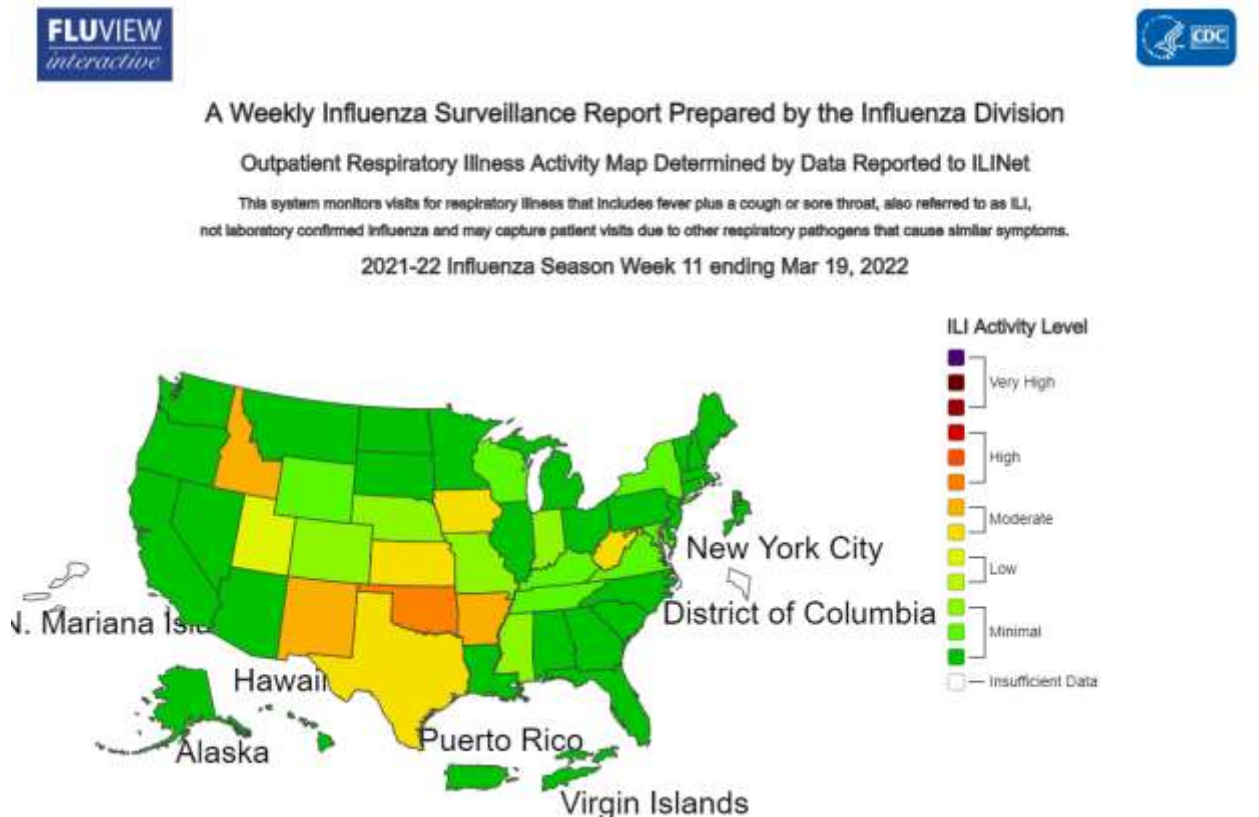 FLUVIEW
interactive
CDC
A Weekly Influenza Surveillance Report Prepared by the Influenza Division
Outpatient Respiratory Illness Activity Map Determined by Data Reported to ILINet
This system monitors visits for respiratory illness that includes fever plus a cough or sore throat, also referred to as ILI,
not laboratory confirmed influenza and may capture patient visits due to other respiratory pathogens that cause similar symptoms.
2021-22 Influenza Season Week 11 ending Mar 19, 2022
ILI Activity Level
Very High
High
Moderate
Low
Minimal
Insufficient Data
New York City
District of Columbia
N. Mariana Isl
Hawaii
Alaska
Puerto Rico
Virgin Islands